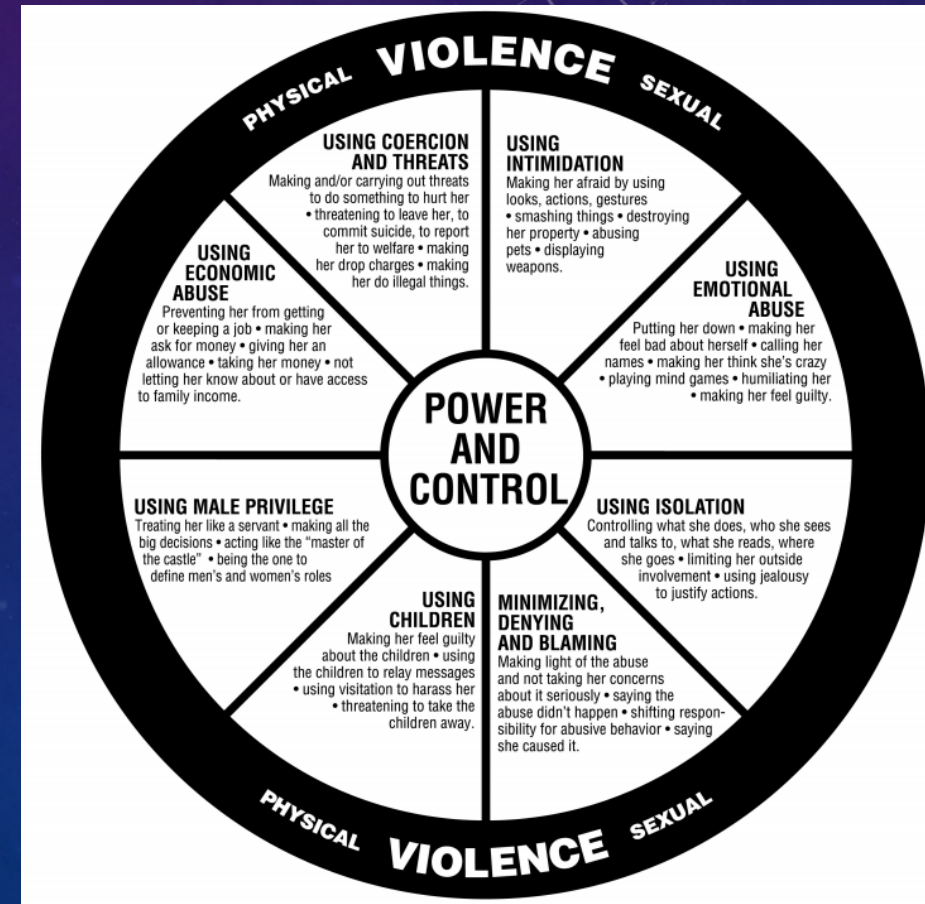 PHYSICAL VIOLENCE SEXUAL
USING COERCION
AND THREATS
Making and/or carrying out threats
to do something to hurt her
• threatening to leave her, to
commit suicide, to report
her to welfare • making
her drop charges • making
her do illegal things.
USING
INTIMIDATION
Making her afraid by using
looks, actions, gestures
• smashing things • destroying
her property • abusing
pets • displaying
weapons.
USING
ECONOMIC
ABUSE
Preventing her from getting
or keeping a job • making her
ask for money • giving her an
allowance • taking her money • not
letting her know about or have access
to family income.
USING
EMOTIONAL
ABUSE
Putting her down • making her
feel bad about herself • calling her
names • making her think she's crazy
• playing mind games • humiliating her
• making her feel guilty.
POWER
AND
CONTROL
USING MALE PRIVILEGE
Treating her like a servant • making all the
big decisions • acting like the “master of
the castle” • being the one to
define men's and women's roles
USING ISOLATION
Controlling what she does, who she sees
and talks to, what she reads, where
she goes • limiting her outside
involvement • using jealousy
to justify actions.
USING
CHILDREN
Making her feel guilty
about the children • using
the children to relay messages
• using visitation to harass her
• threatening to take the
children away.
MINIMIZING,
DENYING
AND BLAMING
Making light of the abuse
and not taking her concerns
about it seriously • saying the
abuse didn't happen • shifting respon-
sibility for abusive behavior • saying
she caused it.
PHYSICAL VIOLENCE SEXUAL